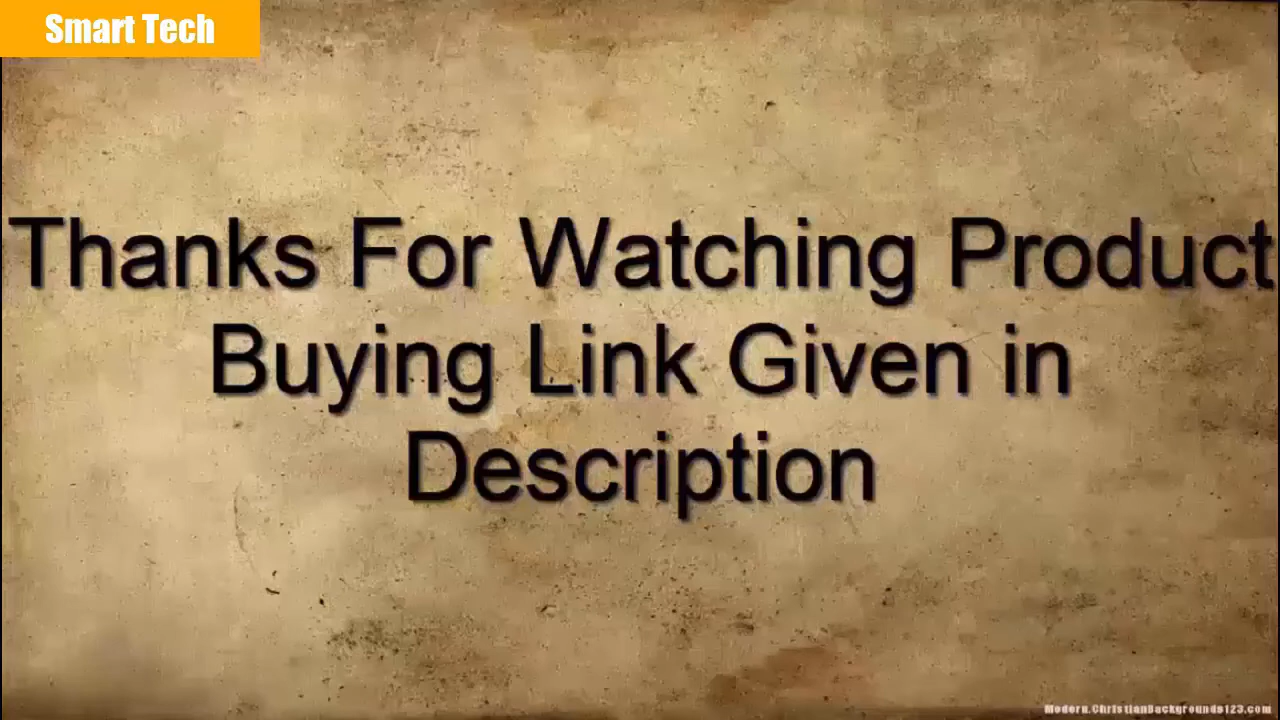 Smart Tech
Thanks For Watching Product
Buying Link Given in
Description
Modern.ChristianBackgrounds123.com